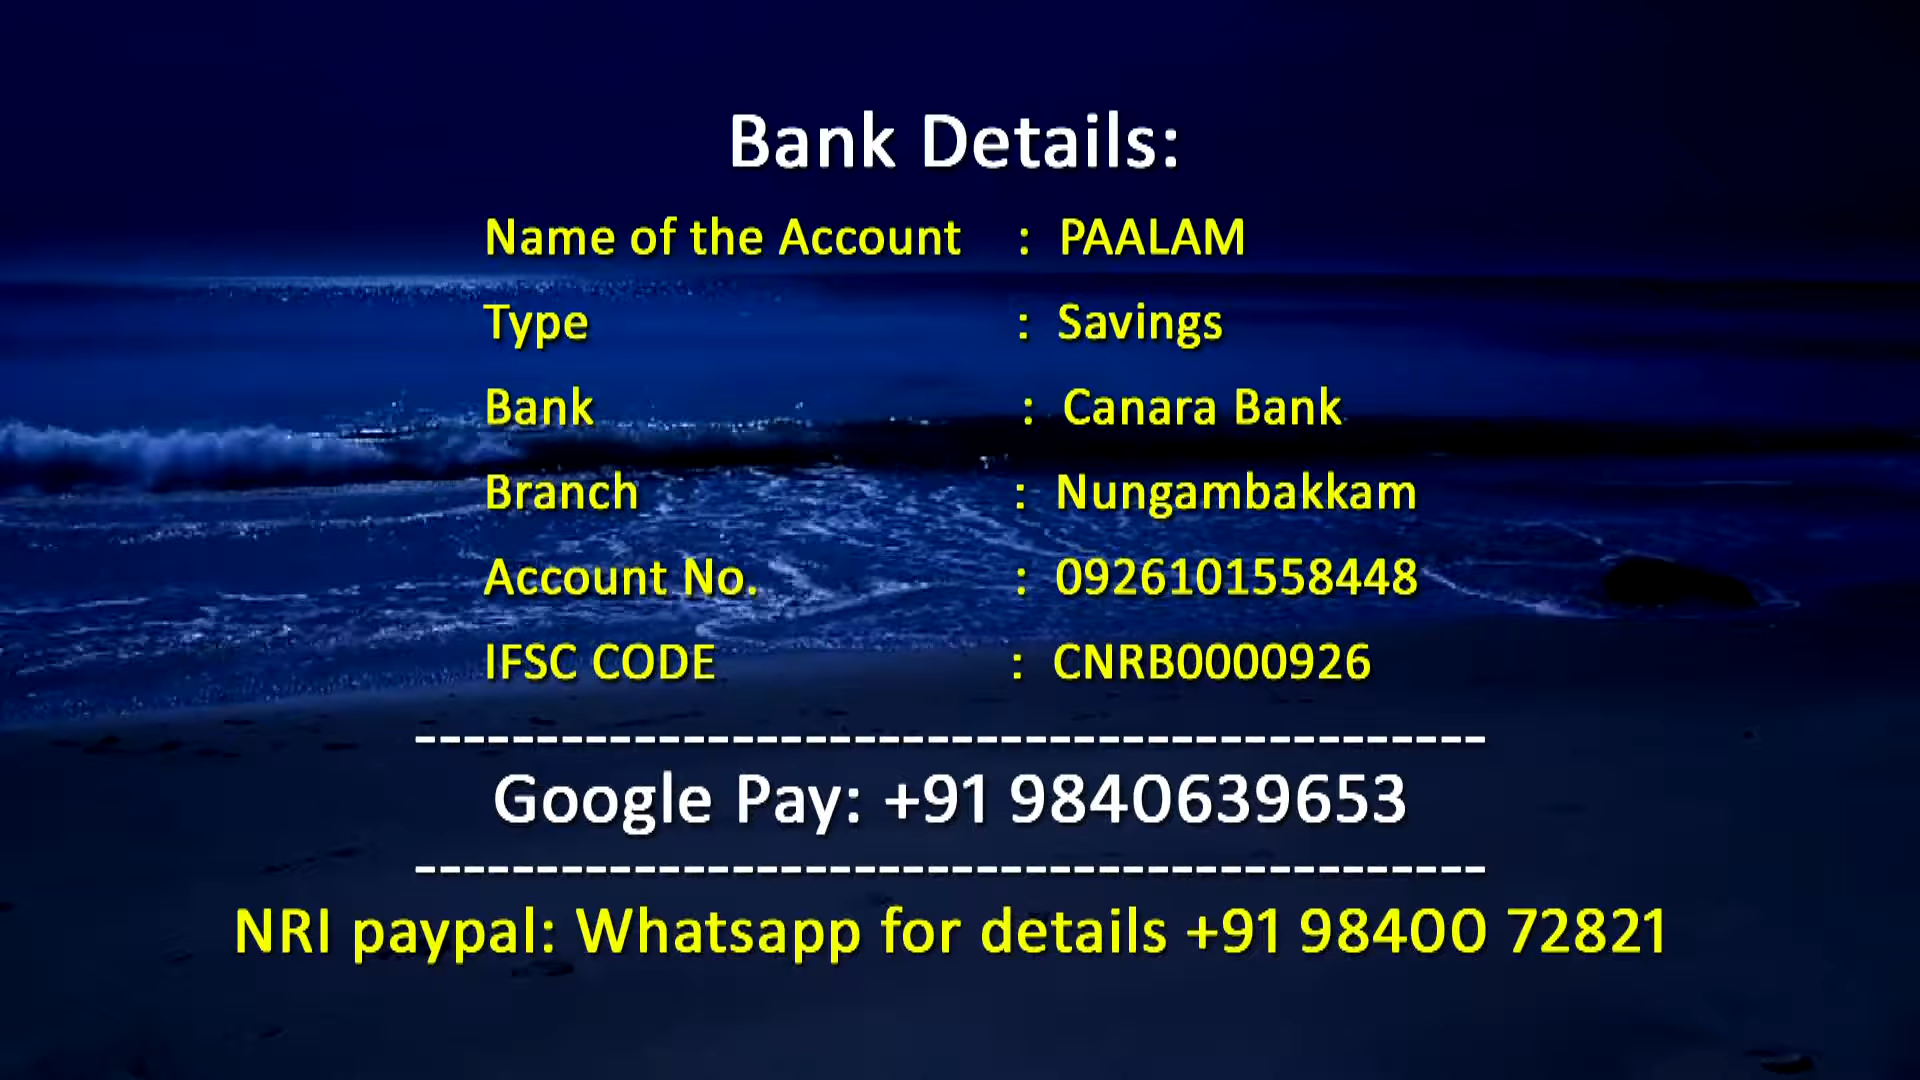 Bank Details:
Name of the Account : PAALAM
Type : Savings
Bank : Canara Bank
Branch : Nungambakkam
Account No. : 0926101558448
IFSC CODE : CNRB0000926
--------------------------------------------
Google Pay: +91 9840639653
--------------------------------------------
NRI paypal: Whatsapp for details +91 98400 72821